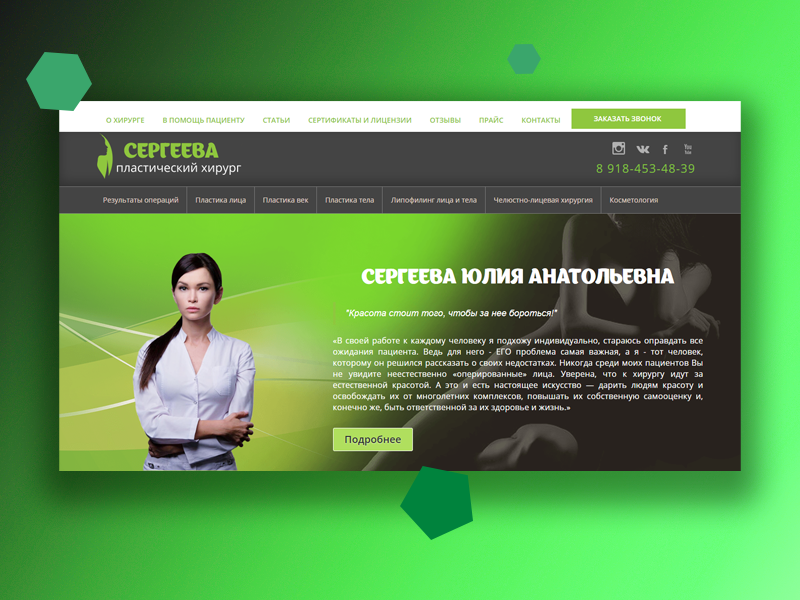 О ХИРУРГЕ В ПОМОЩЬ ПАЦИЕНТУ СТАТЬИ СЕРТИФИКАТЫ И ЛИЦЕНЗИИ ОТЗЫВЫ ПРАЙС КОНТАКТЫ ЗАКАЗАТЬ ЗВОНОК
СЕРГЕЕВА
пластический хирург
You
8 918-453-48-39
Результаты операций Пластика лица Пластика век Пластика тела Липофилинг лица и тела Челюстно-лицевая хирургия Косметология
СЕРГЕЕВА ЮЛИЯ АНАТОЛЬЕВНА
"Красота стоит того, чтобы за нее бороться!"
«В своей работе к каждому человеку я подхожу индивидуально, стараюсь оправдать все
ожидания пациента. Ведь для него - ЕГО проблема самая важная, а я - тот человек,
которому он решился рассказать о своих недостатках. Никогда среди моих пациентов Вы
не увидите неестественно «оперированные» лица. Уверена, что к хирургу идут за
естественной красотой. А это и есть настоящее искусство — дарить людям красоту и
освобождать их от многолетних комплексов, повышать их собственную самооценку и,
конечно же, быть ответственной за их здоровье и жизнь.»
Подробнее